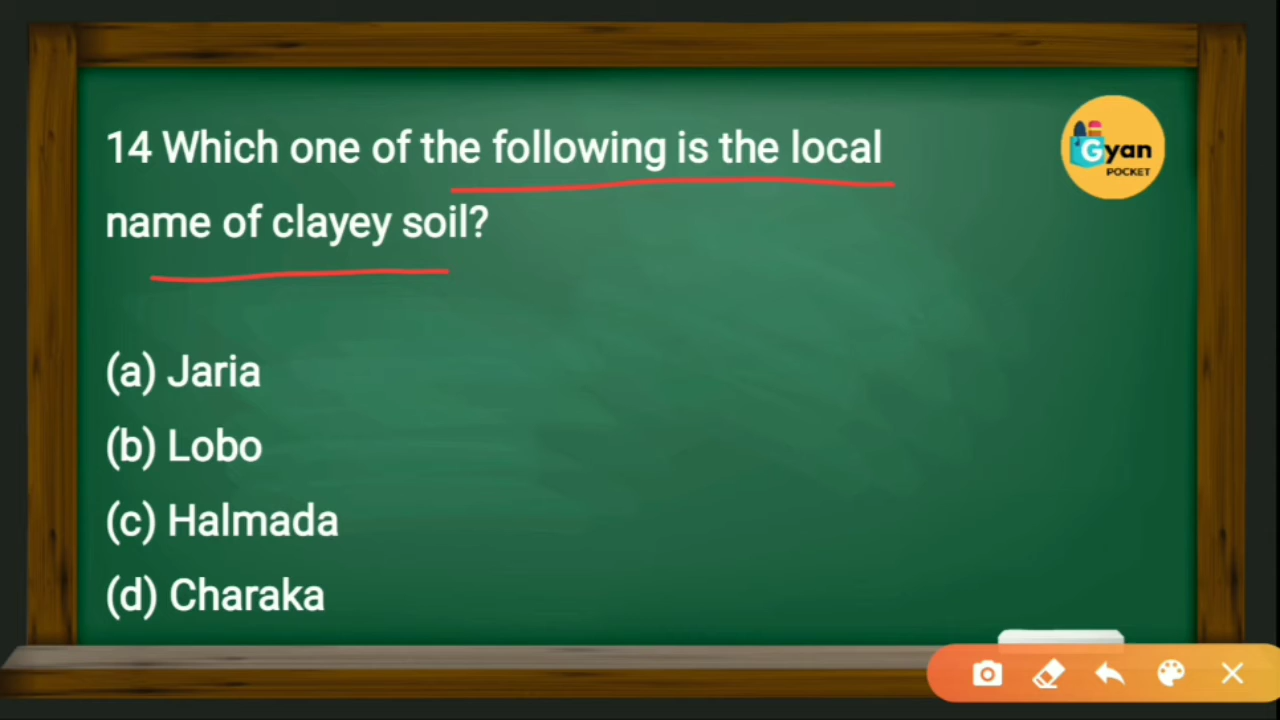 14 Which one of the following is the local
name of clayey soil?
(a) Jaria
(b) Lobo
(c) Halmada
(d) Charaka
Gyan
POCKET